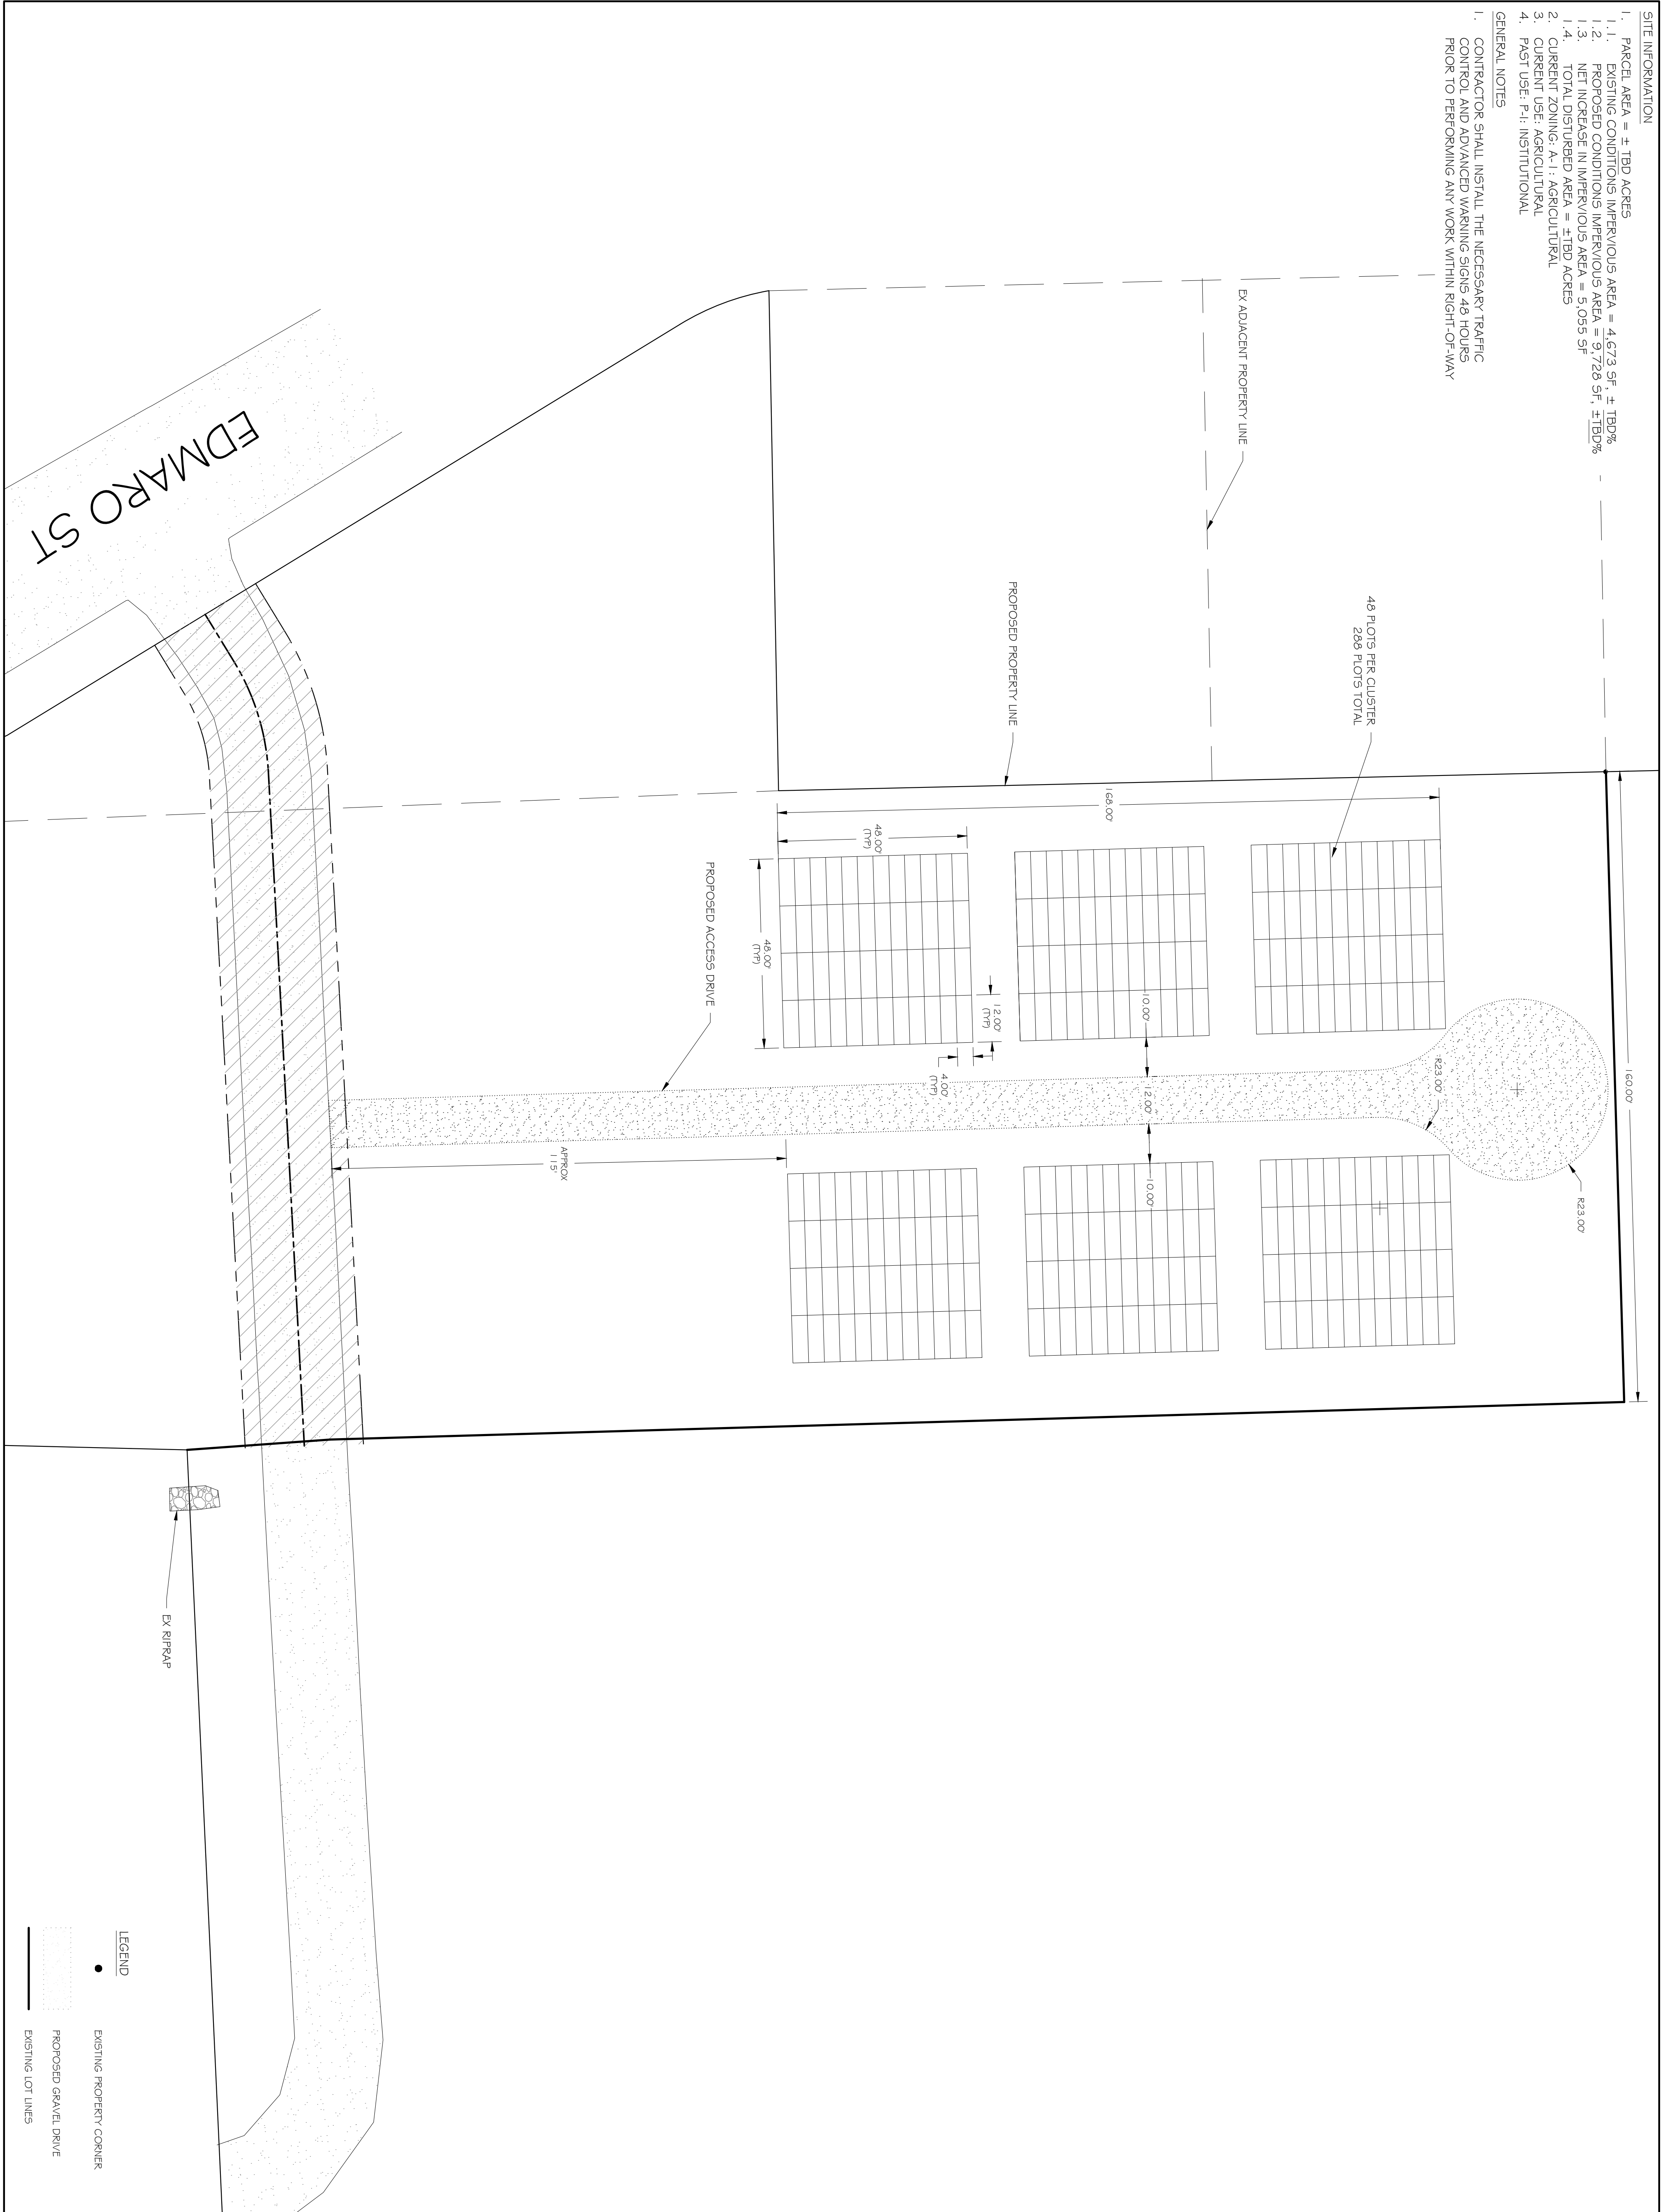 SITE INFORMATION
1. PARCEL AREA = ± TBD ACRES
1.1. EXISTING CONDITIONS IMPERVIOUS AREA = 4,673 SF, ± TBD%
1.2. PROPOSED CONDITIONS IMPERVIOUS AREA = 9,728 SF, ±TBD%
1.3. NET INCREASE IN IMPERVIOUS AREA = 5,055 SF
1.4. TOTAL DISTURBED AREA = ±TBD ACRES
2. CURRENT ZONING: A-1: AGRICULTURAL
3. CURRENT USE: AGRICULTURAL
4. PAST USE: P-I: INSTITUTIONAL
GENERAL NOTES
1. CONTRACTOR SHALL INSTALL THE NECESSARY TRAFFIC
CONTROL AND ADVANCED WARNING SIGNS 48 HOURS
PRIOR TO PERFORMING ANY WORK WITHIN RIGHT-OF-WAY
160.00'
R23.00'
R23.00'
48 PLOTS PER CLUSTER
288 PLOTS TOTAL
EX ADJACENT PROPERTY LINE
168.00'
10.00'
12.00'
10.00'
PROPOSED PROPERTY LINE
48.00'
(TYP)
12.00'
(TYP)
4.00'
(TYP)
48.00'
(TYP)
PROPOSED ACCESS DRIVE
APPROX
115'
EDMARO ST
EX RIPRAP
LEGEND
EXISTING PROPERTY CORNER
PROPOSED GRAVEL DRIVE
EXISTING LOT LINES